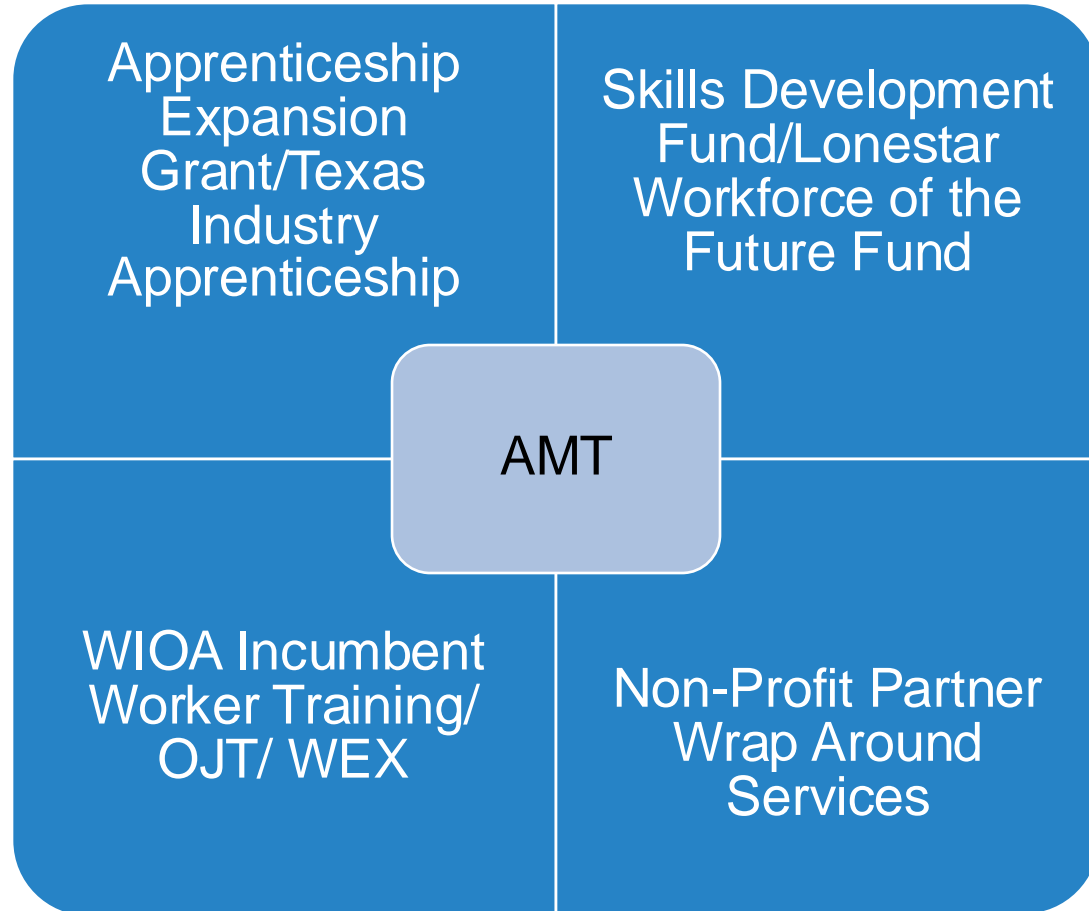 Apprenticeship
Expansion
Grant/Texas
Industry
Apprenticeship
Skills Development
Fund/Lonestar
Workforce of the
Future Fund
AMT
WIOA Incumbent
Worker Training/
OJT/ WEX
Non-Profit Partner
Wrap Around
Services